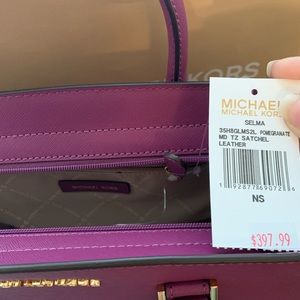 KORS
MICHAEL
MICHAEL KORS
SELMA
35H8GLMS2L POMEGRANATE
MD TZ SATCHEL
LEATHER
NS
$397.99
MICHAEL KORS